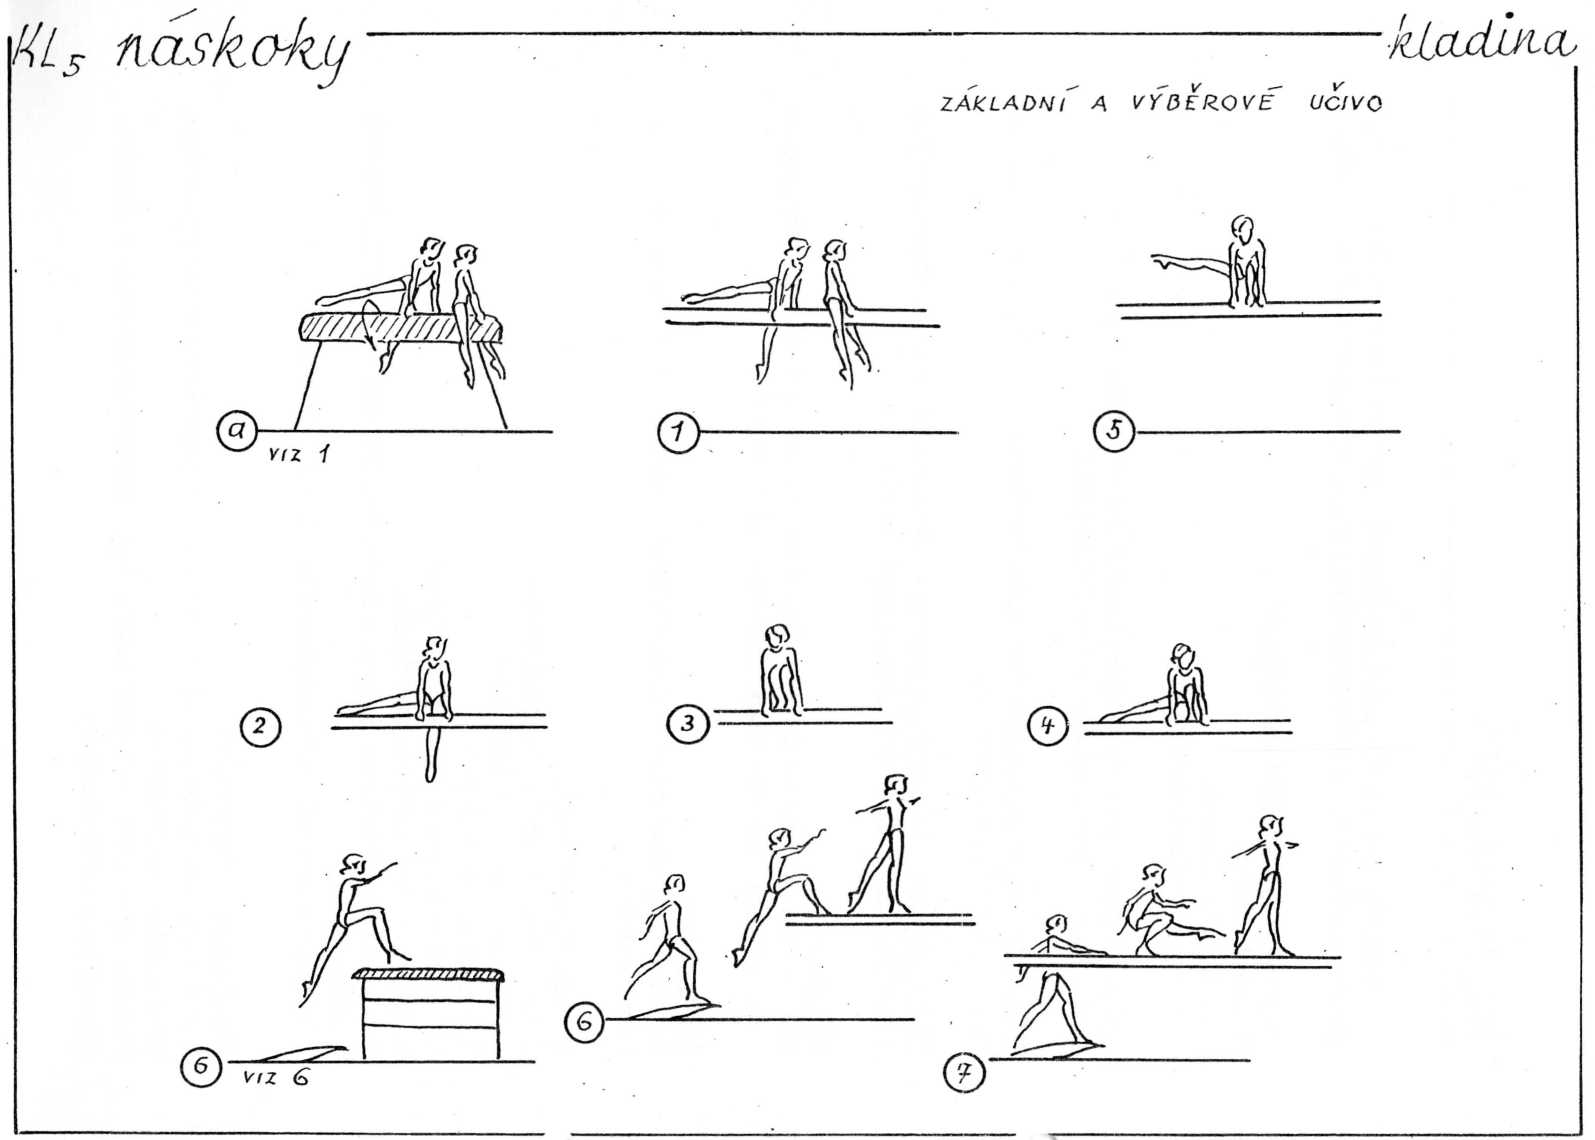 KL5 náskoky kladina
ZÁKLADNÍ A VÝBĚROVÉ UČIVO
a 1 5
viz 1
2 3 4
6 6 7
viz 6